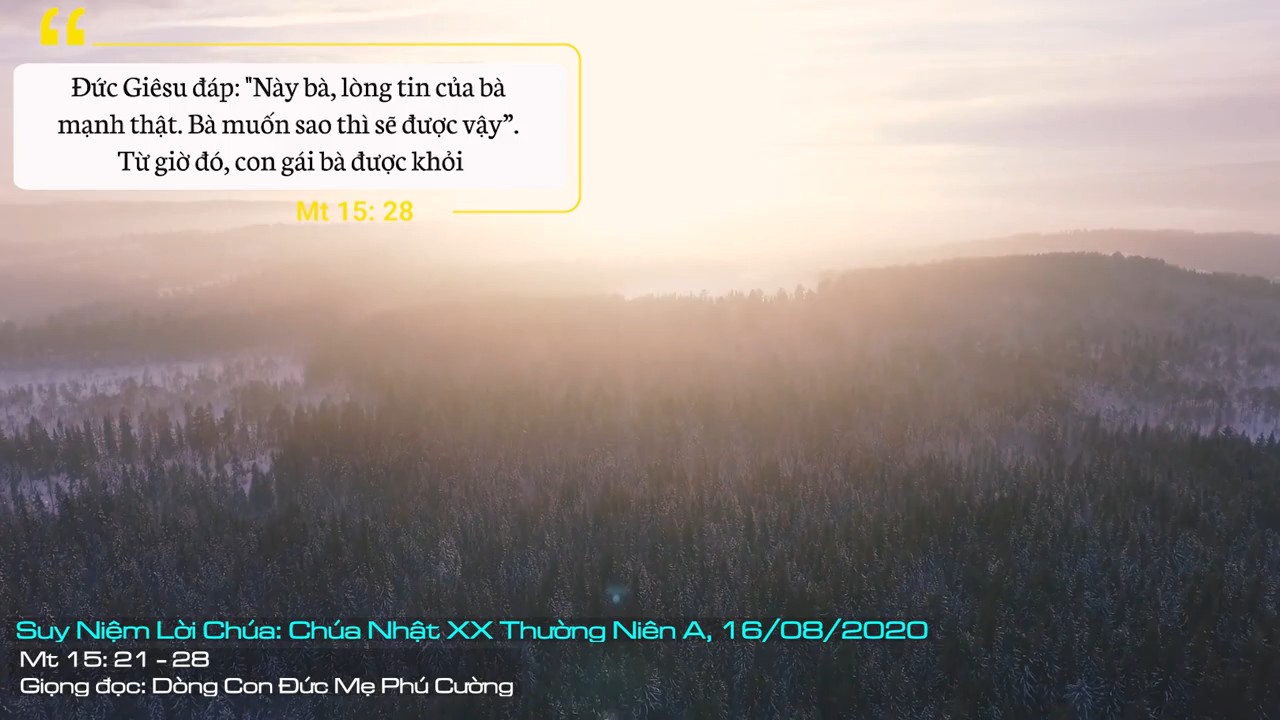 Đức Giêsu đáp: "Này bà, lòng tin của bà
mạnh thật. Bà muốn sao thì sẽ được vậy”.
Từ giờ đó, con gái bà được khỏi
Mt 15: 28
Suy Niệm Lời Chúa: Chúa Nhật XX Thường Niên A, 16/08/2020
Mt 15: 21 - 28
Giọng đọc: Dòng Con Đức Mẹ Phú Cường